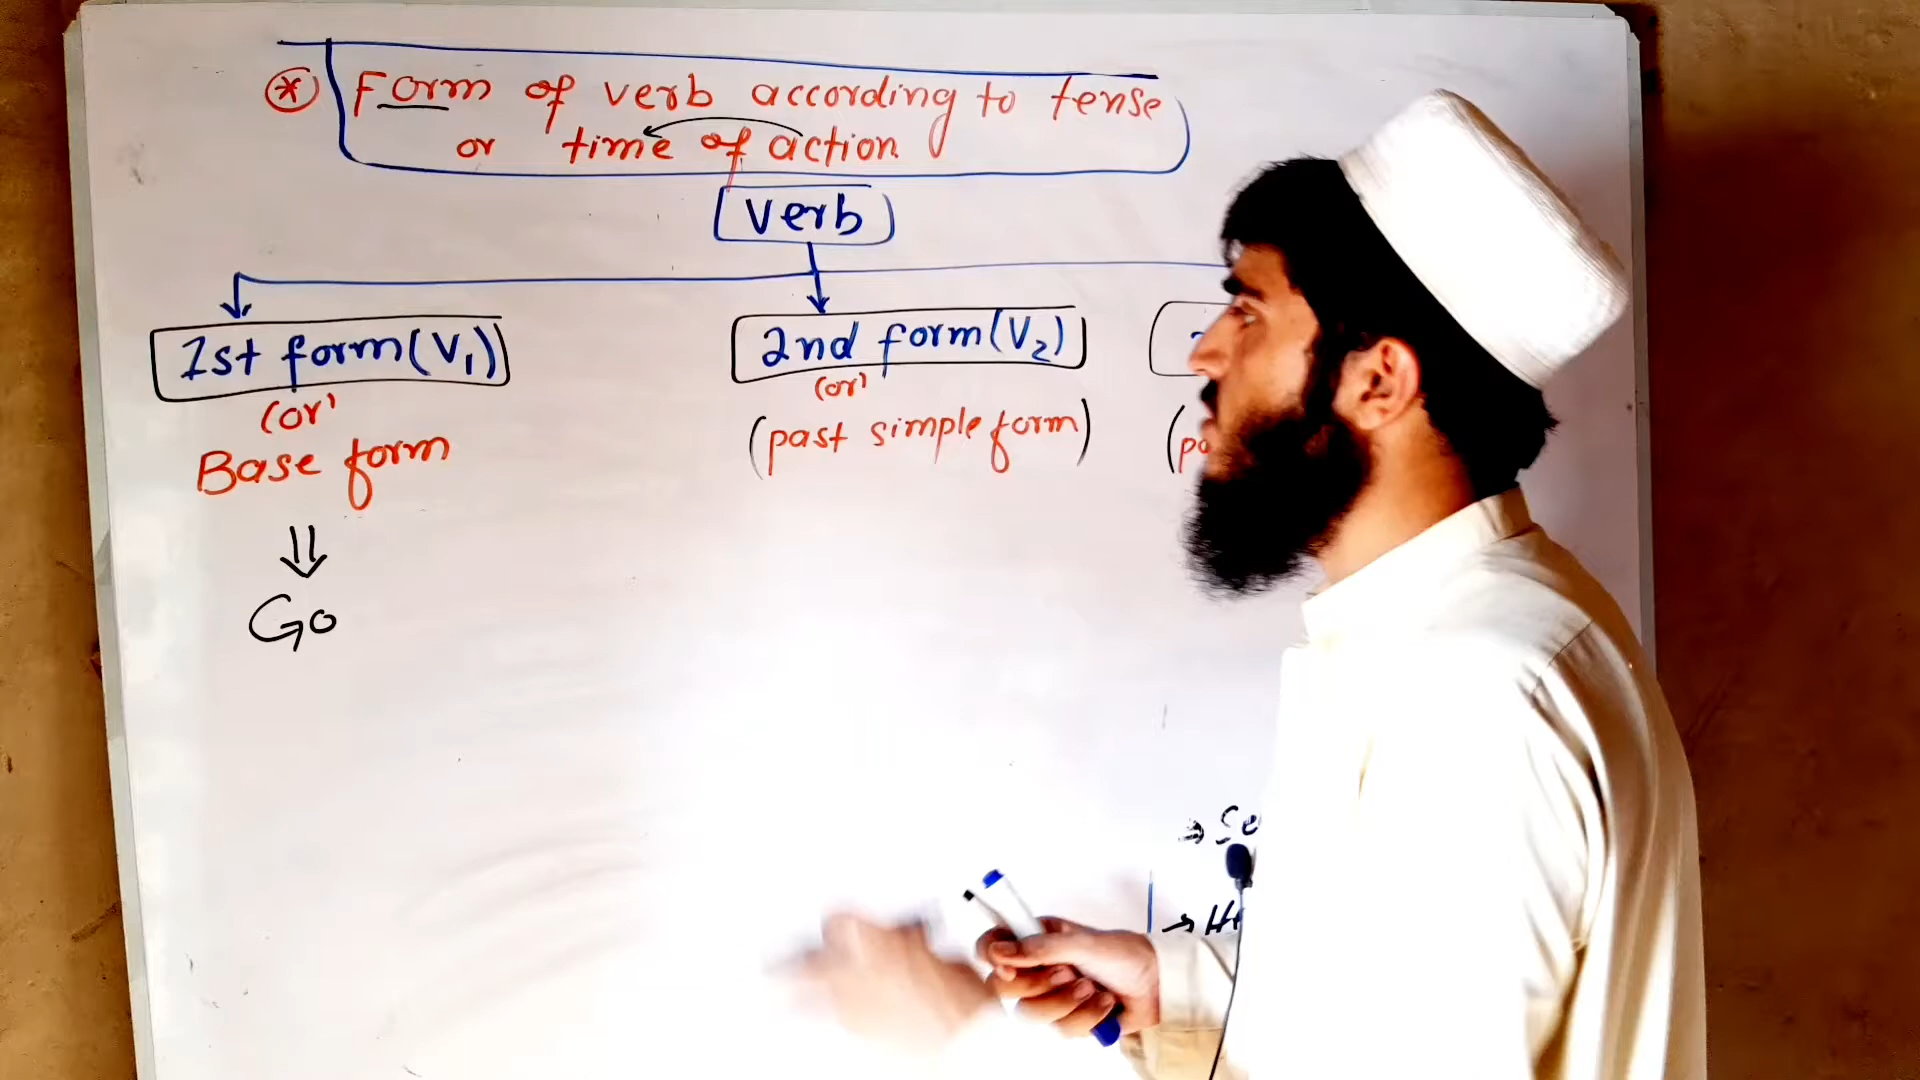 * Form of verb according to tense
or time of action
Verb
1st form (V1)
(or)
Base form
Go
2nd form (V2)
(or)
(past simple form)